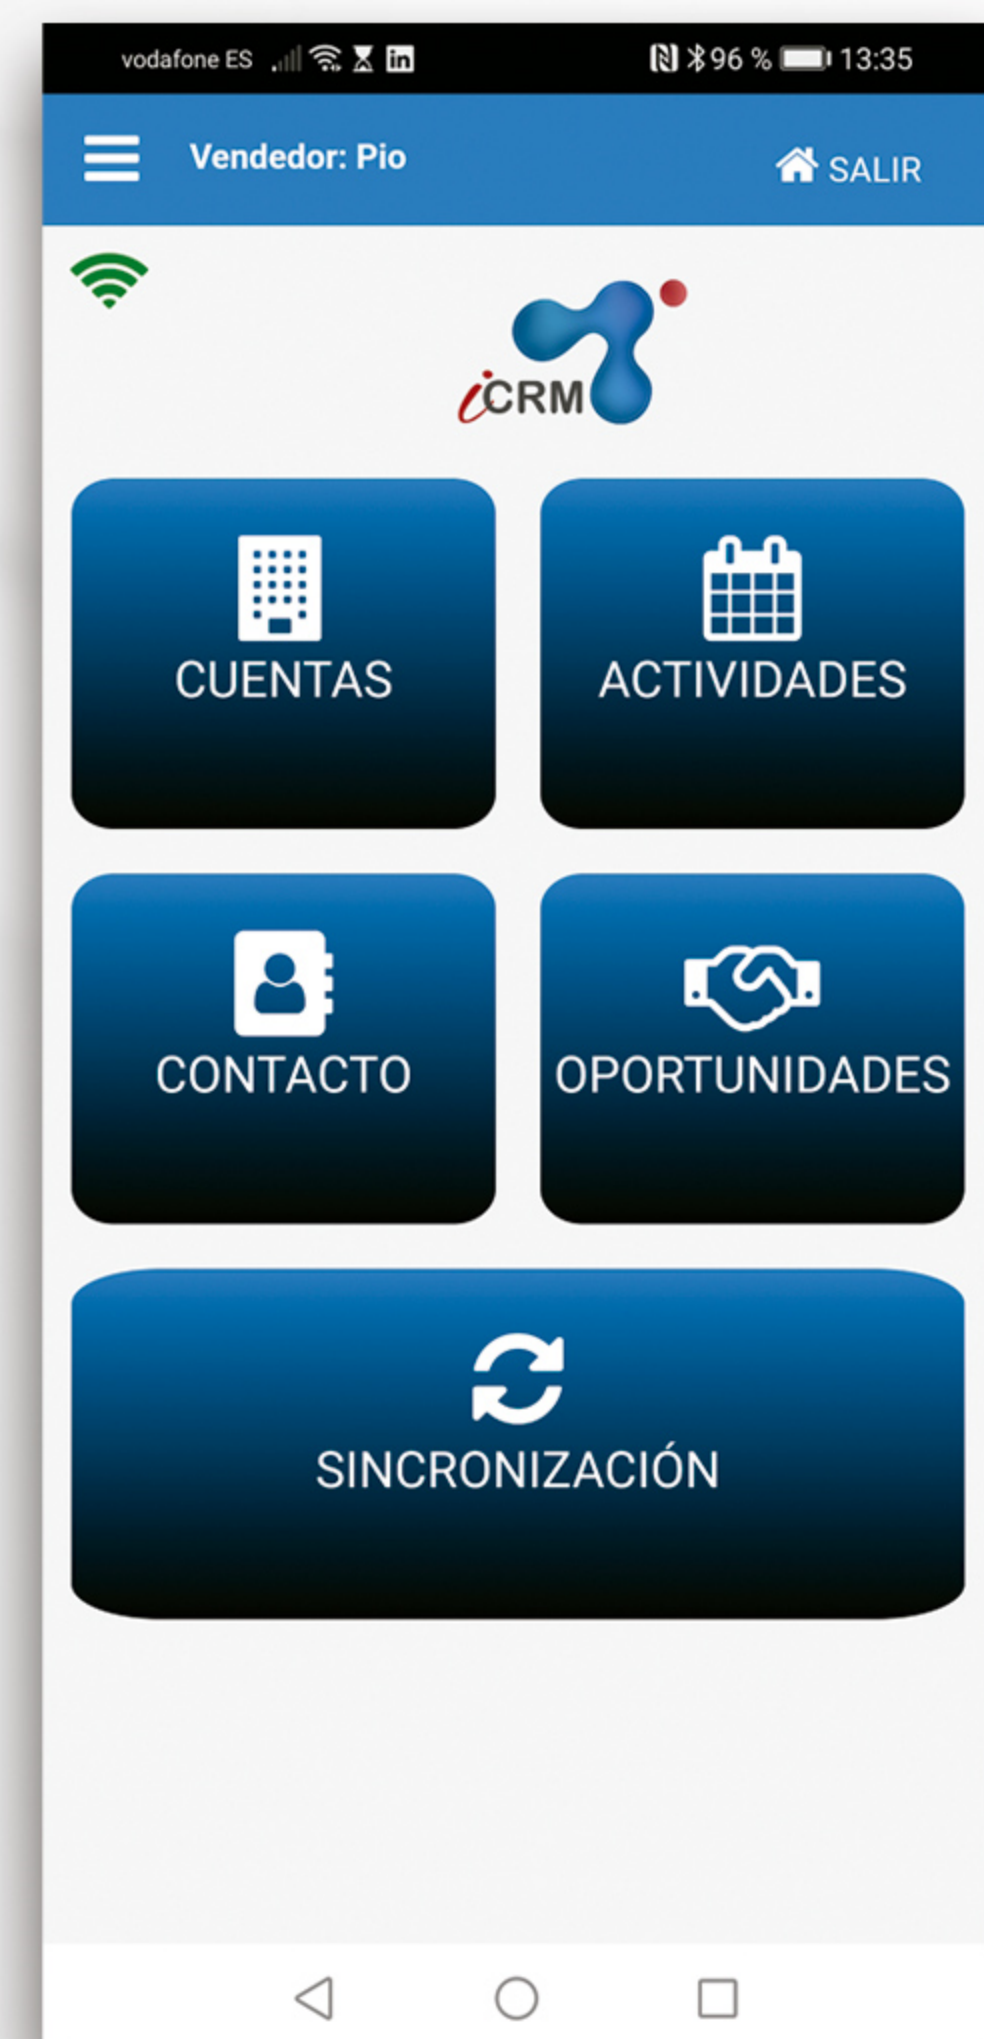 vodafone ES 96 % 13:35
Vendedor: Pio SALIR
iCRM
CUENTAS ACTIVIDADES
CONTACTO OPORTUNIDADES
SINCRONIZACIÓN